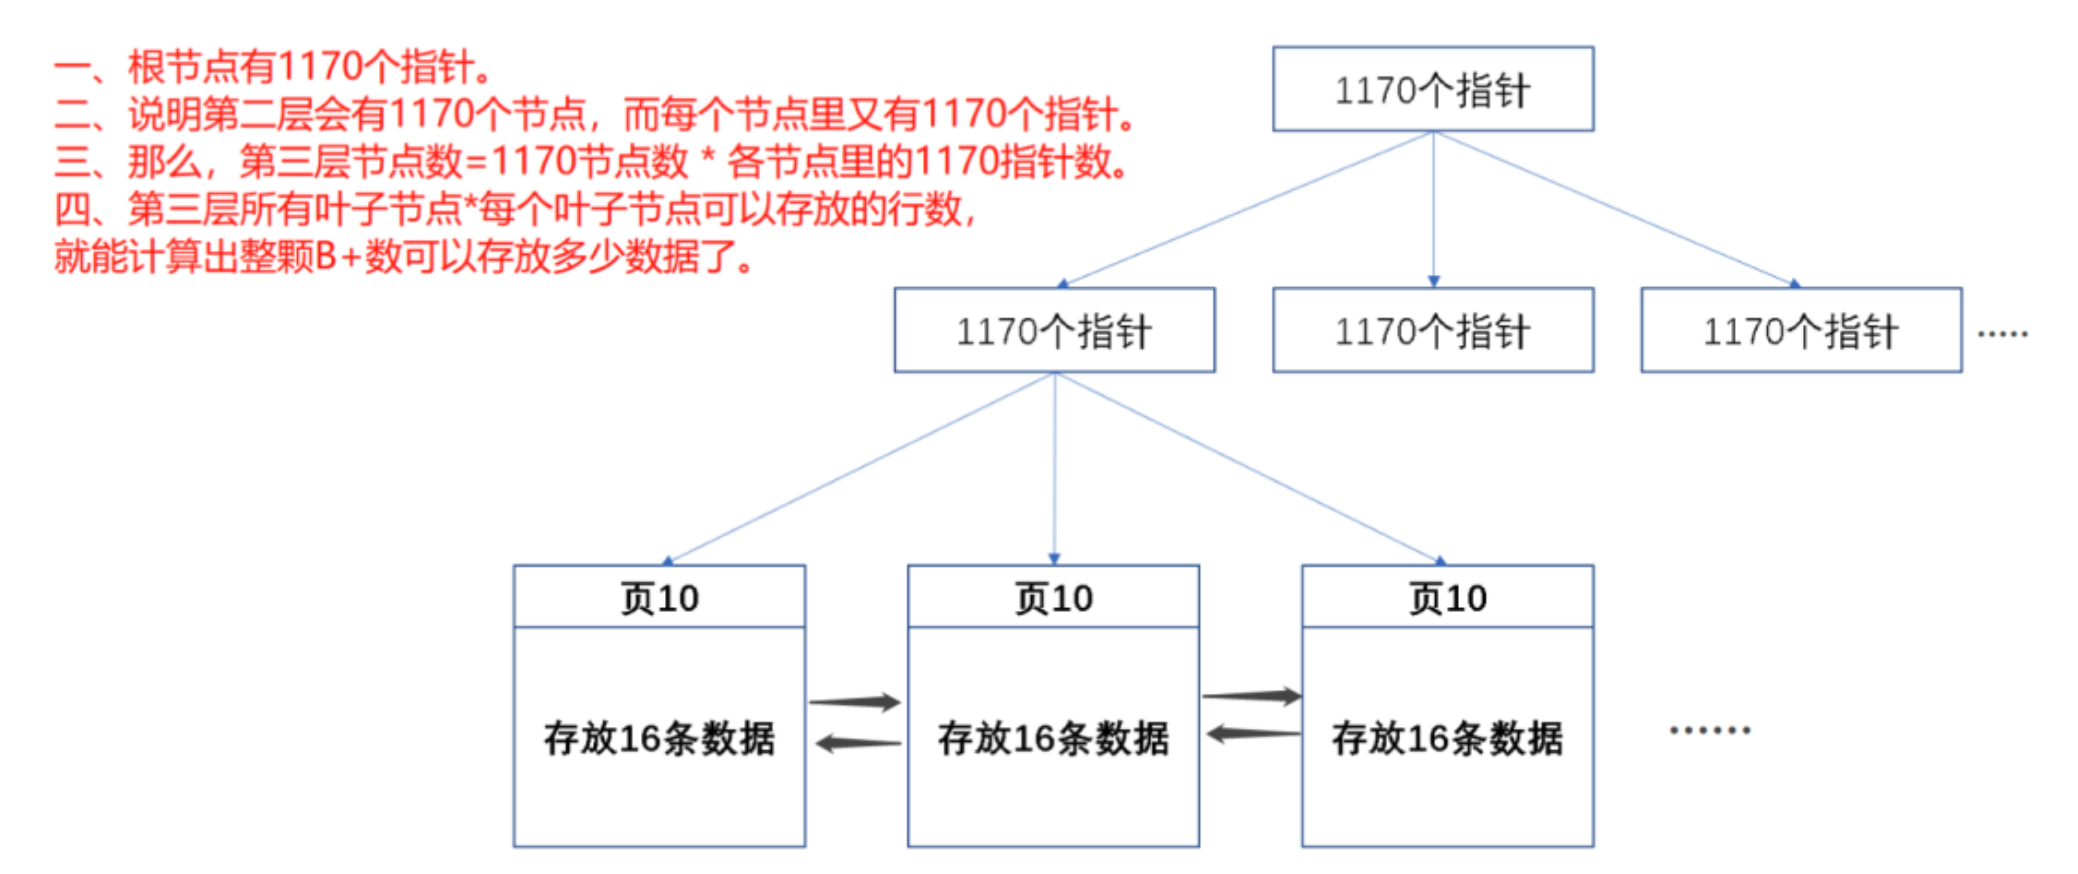 一、根节点有1170个指针。
二、说明第二层会有1170个节点，而每个节点里又有1170个指针。
三、那么，第三层节点数=1170节点数 * 各节点里的1170指针数。
四、第三层所有叶子节点*每个叶子节点可以存放的行数，
就能计算出整颗B+数可以存放多少数据了。
1170个指针
1170个指针
1170个指针
1170个指针
·····
页10
页10
页10
存放16条数据
存放16条数据
存放16条数据
······